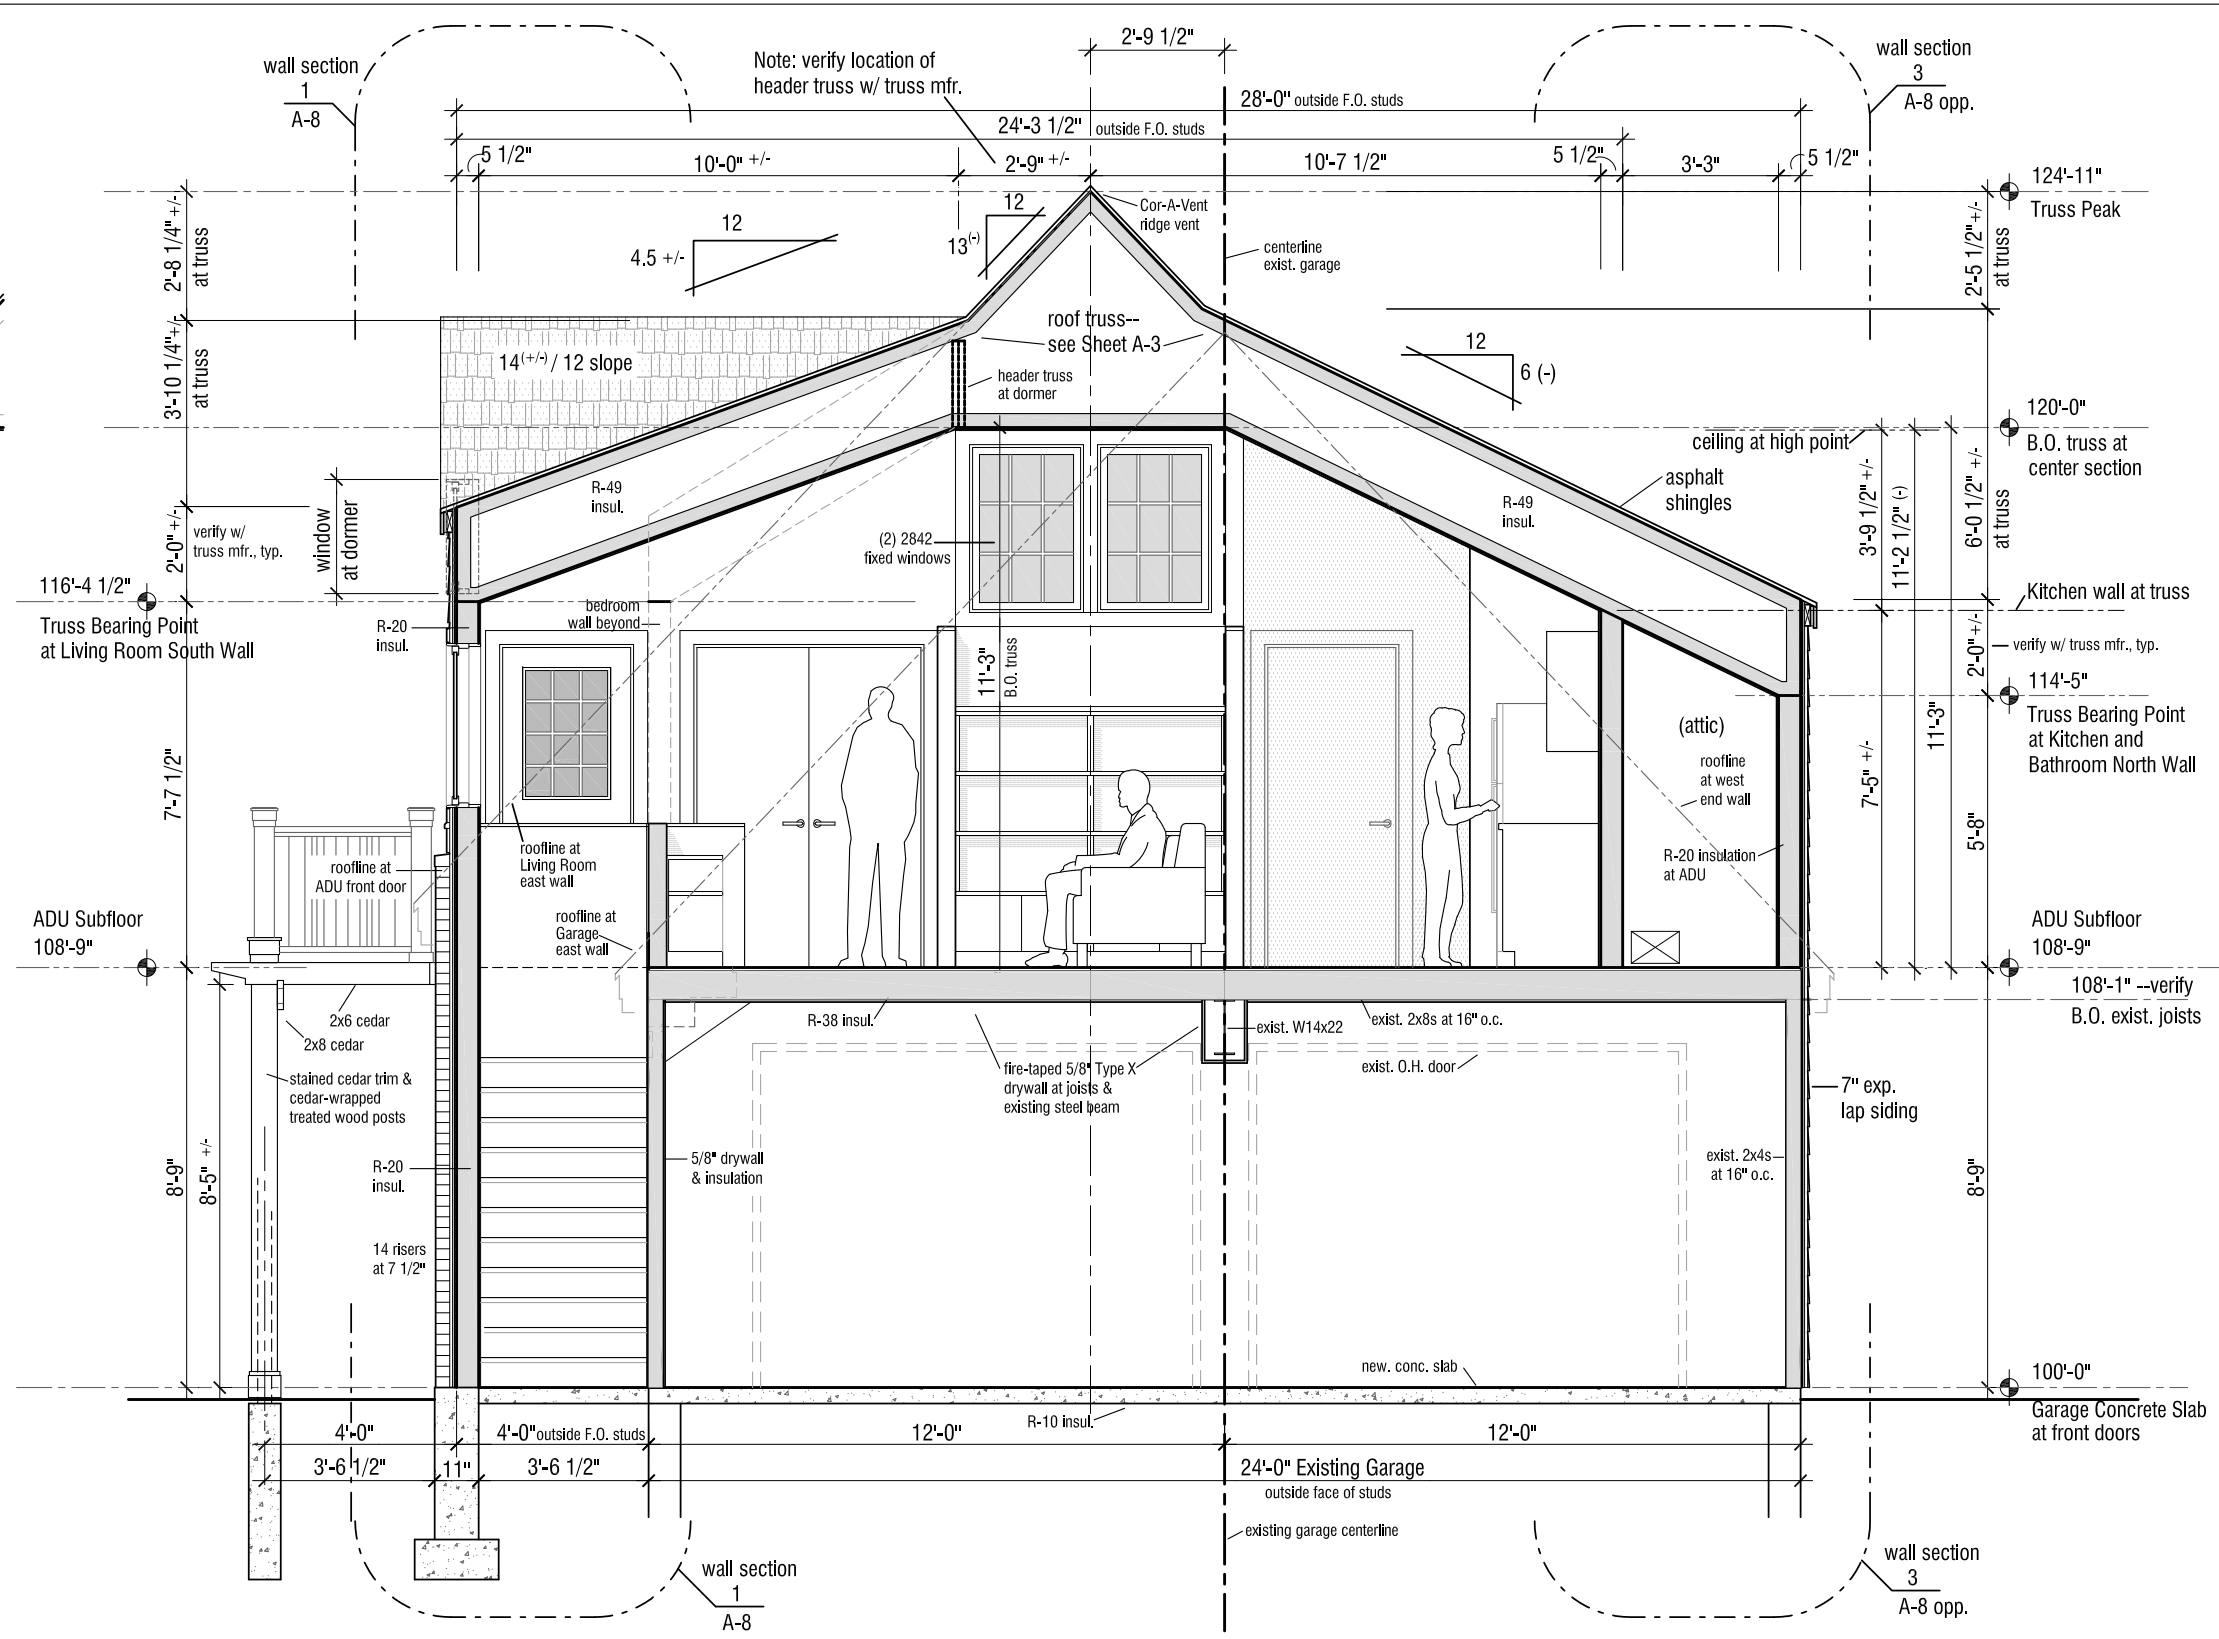 wall section
1
A-8
Note: verify location of
header truss w/ truss mfr.
2'-9 1/2"
wall section
3
A-8 opp.
28'-0" outside F.O. studs
24'-3 1/2" outside F.O. studs
5 1/2"
10'-0" +/-
2'-9" +/-
10'-7 1/2"
5 1/2"
3'-3"
5 1/2"
124'-11"
Truss Peak
2'-8 1/4" +/-
at truss
12
4.5 +/-
12
13(-)
Cor-A-Vent
ridge vent
centerline
exist. garage
2'-5 1/2" +/-
at truss
3'-10 1/4" +/-
at truss
14(+/-) / 12 slope
roof truss--
see Sheet A-3
header truss
at dormer
12
6 (-)
120'-0"
B.O. truss at
center section
ceiling at high point
asphalt
shingles
R-49
insul.
R-49
insul.
(2) 2842
fixed windows
3'-9 1/2" +/-
11'-2 1/2" (-)
6'-0 1/2" +/-
at truss
2'-0" +/-
verify w/
truss mfr., typ.
window
at dormer
116'-4 1/2"
Truss Bearing Point
at Living Room South Wall
R-20
insul.
bedroom
wall beyond
11'-3"
B.O. truss
Kitchen wall at truss
2'-0" +/-
verify w/ truss mfr., typ.
114'-5"
Truss Bearing Point
at Kitchen and
Bathroom North Wall
(attic)
roofline
at west
end wall
7'-7 1/2"
7'-5" +/-
11'-3"
5'-8"
roofline at
ADU front door
roofline at
Living Room
east wall
R-20 insulation
at ADU
ADU Subfloor
108'-9"
roofline at
Garage
east wall
ADU Subfloor
108'-9"
108'-1" --verify
B.O. exist. joists
2x6 cedar
2x8 cedar
R-38 insul.
exist. W14x22
exist. 2x8s at 16" o.c.
stained cedar trim &
cedar-wrapped
treated wood posts
fire-taped 5/8" Type X
drywall at joists &
existing steel beam
exist. O.H. door
7" exp.
lap siding
8'-9"
8'-5" +/-
R-20
insul.
5/8" drywall
& insulation
exist. 2x4s
at 16" o.c.
8'-9"
14 risers
at 7 1/2"
new. conc. slab
100'-0"
Garage Concrete Slab
at front doors
R-10 insul.
4'-0"
4'-0" outside F.O. studs
12'-0"
12'-0"
3'-6 1/2"
11"
3'-6 1/2"
24'-0" Existing Garage
outside face of studs
existing garage centerline
wall section
1
A-8
wall section
3
A-8 opp.